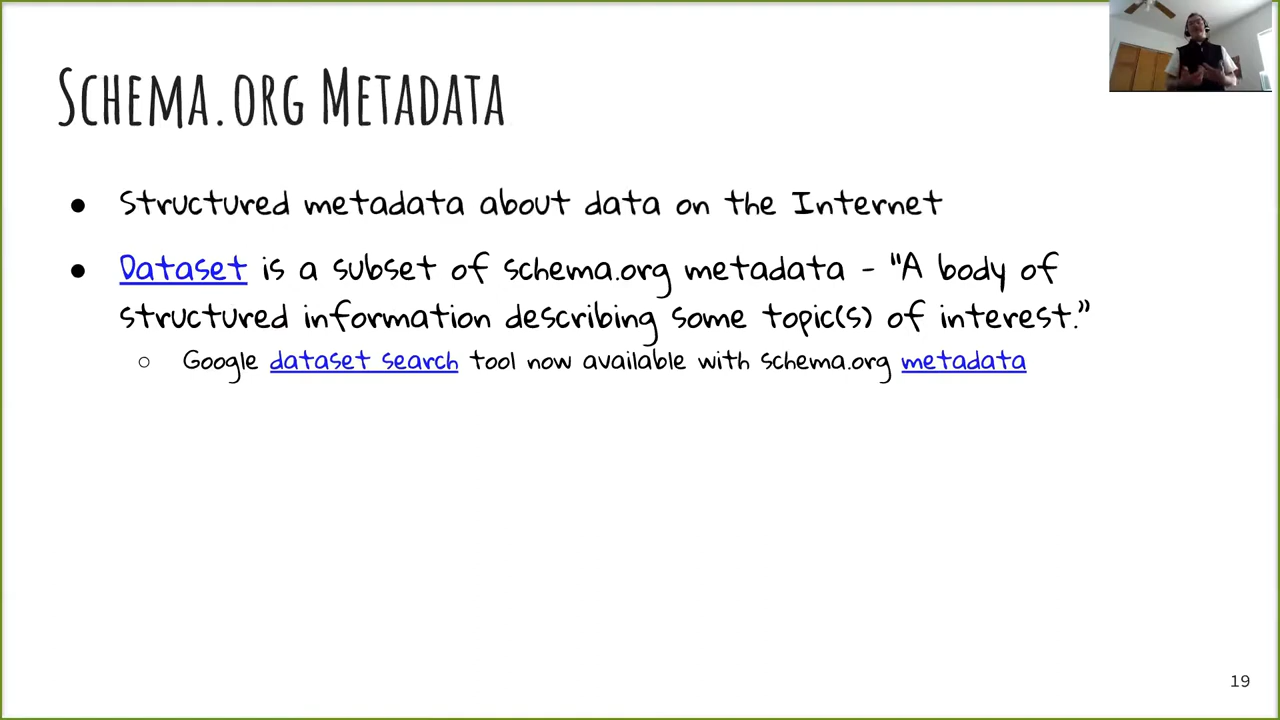 Schema.org Metadata
● Structured metadata about data on the Internet
● Dataset is a subset of schema.org metadata - "A body of
structured information describing some topic(s) of interest."
○ Google dataset search tool now available with schema.org metadata
19